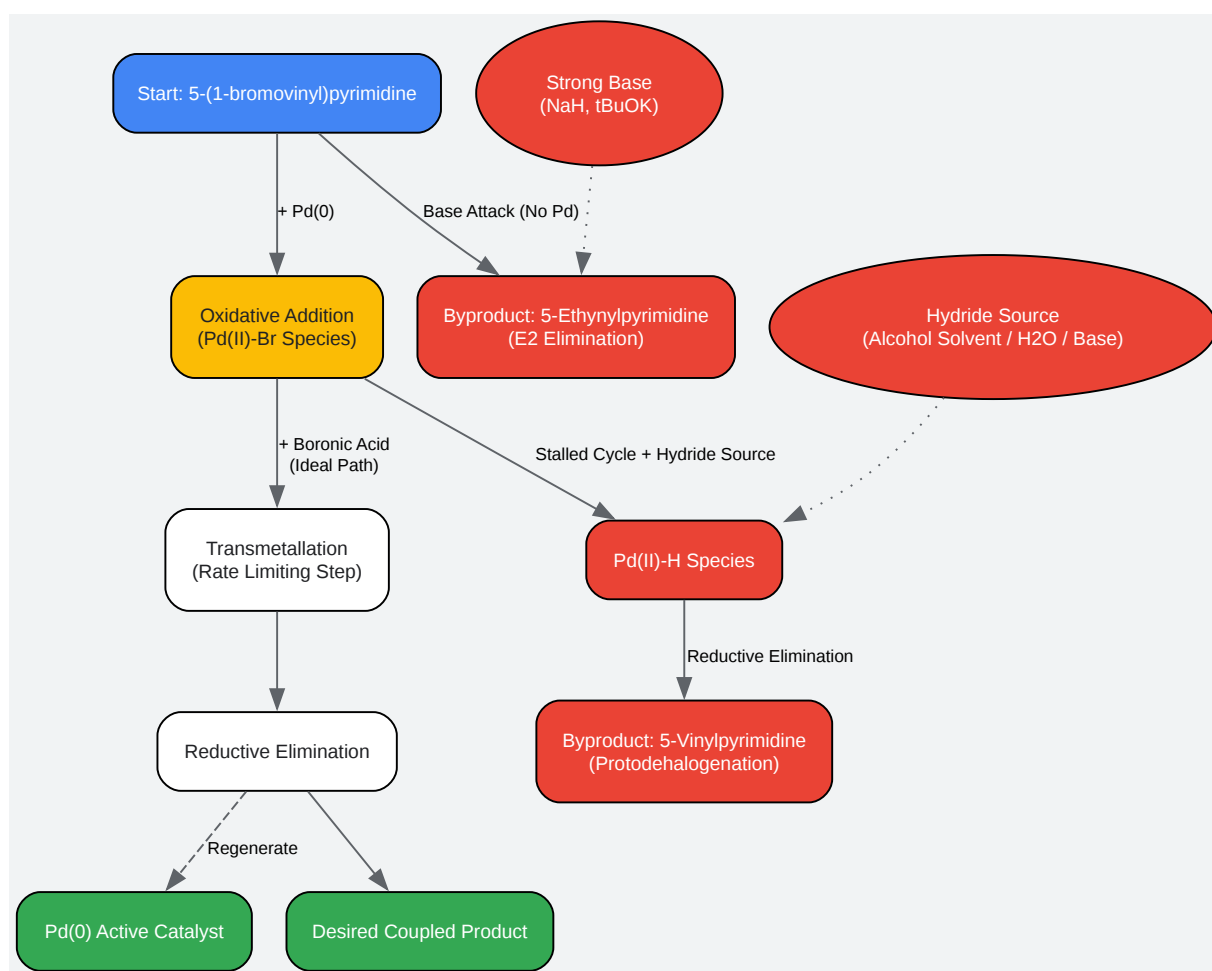 Start: 5-(1-bromovinyl)pyrimidine
Strong Base
(NaH, tBuOK)
+ Pd(0)
Base Attack (No Pd)
Oxidative Addition
(Pd(II)-Br Species)
Byproduct: 5-Ethynylpyrimidine
(E2 Elimination)
Hydride Source
(Alcohol Solvent / H2O / Base)
+ Boronic Acid
(Ideal Path)
Stalled Cycle + Hydride Source
Transmetallation
(Rate Limiting Step)
Pd(II)-H Species
Reductive Elimination
Reductive Elimination
Byproduct: 5-Vinylpyrimidine
(Protodehalogenation)
Regenerate
Pd(0) Active Catalyst
Desired Coupled Product